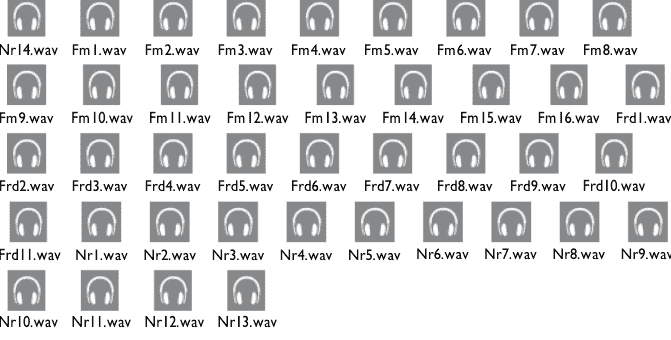 Nr14.wav Fm1.wav Fm2.wav Fm3.wav Fm4.wav Fm5.wav Fm6.wav Fm7.wav Fm8.wav
Fm9.wav Fm10.wav Fm11.wav Fm12.wav Fm13.wav Fm14.wav Fm15.wav Fm16.wav Frd1.wav
Frd2.wav Frd3.wav Frd4.wav Frd5.wav Frd6.wav Frd7.wav Frd8.wav Frd9.wav Frd10.wav
Frd11.wav Nr1.wav Nr2.wav Nr3.wav Nr4.wav Nr5.wav Nr6.wav Nr7.wav Nr8.wav Nr9.wav
Nr10.wav Nr11.wav Nr12.wav Nr13.wav